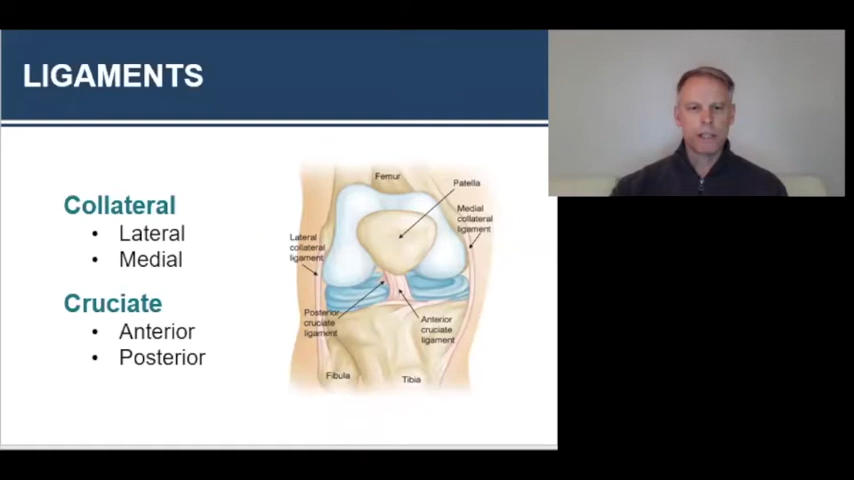 LIGAMENTS
Collateral
• Lateral
• Medial
Cruciate
• Anterior
• Posterior
Femur
Patella
Medial
collateral
ligament
Lateral
collateral
ligament
Posterior
cruciate
ligament
Anterior
cruciate
ligament
Fibula
Tibia